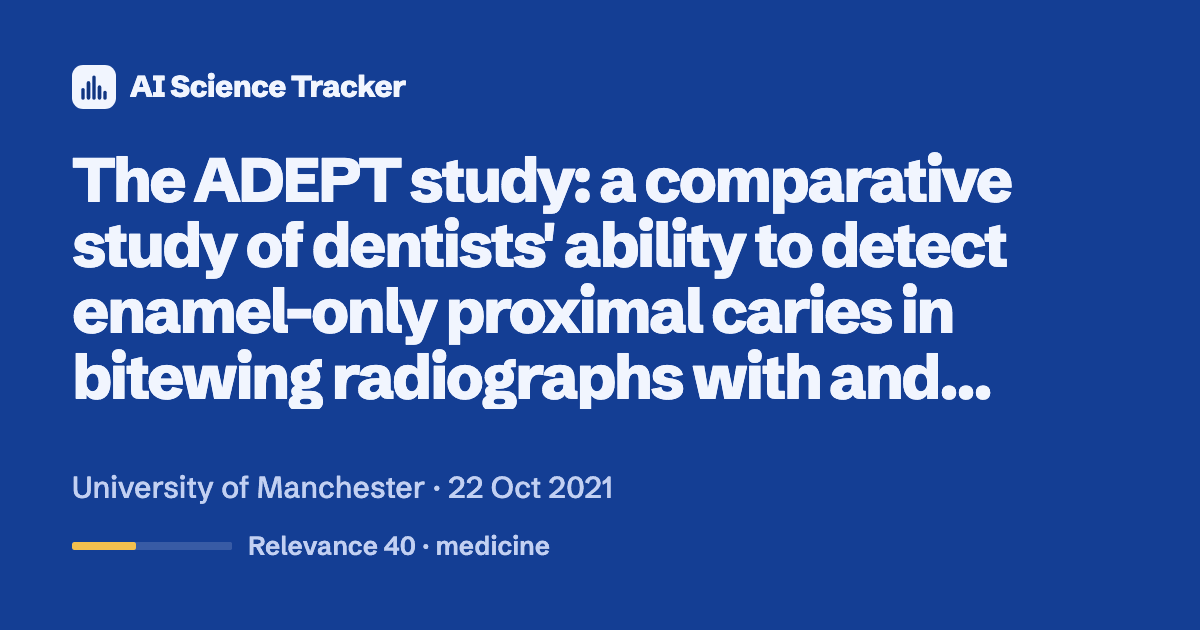 AI Science Tracker
The ADEPT study: a comparative
study of dentists' ability to detect
enamel-only proximal caries in
bitewing radiographs with and...
University of Manchester · 22 Oct 2021
Relevance 40 · medicine